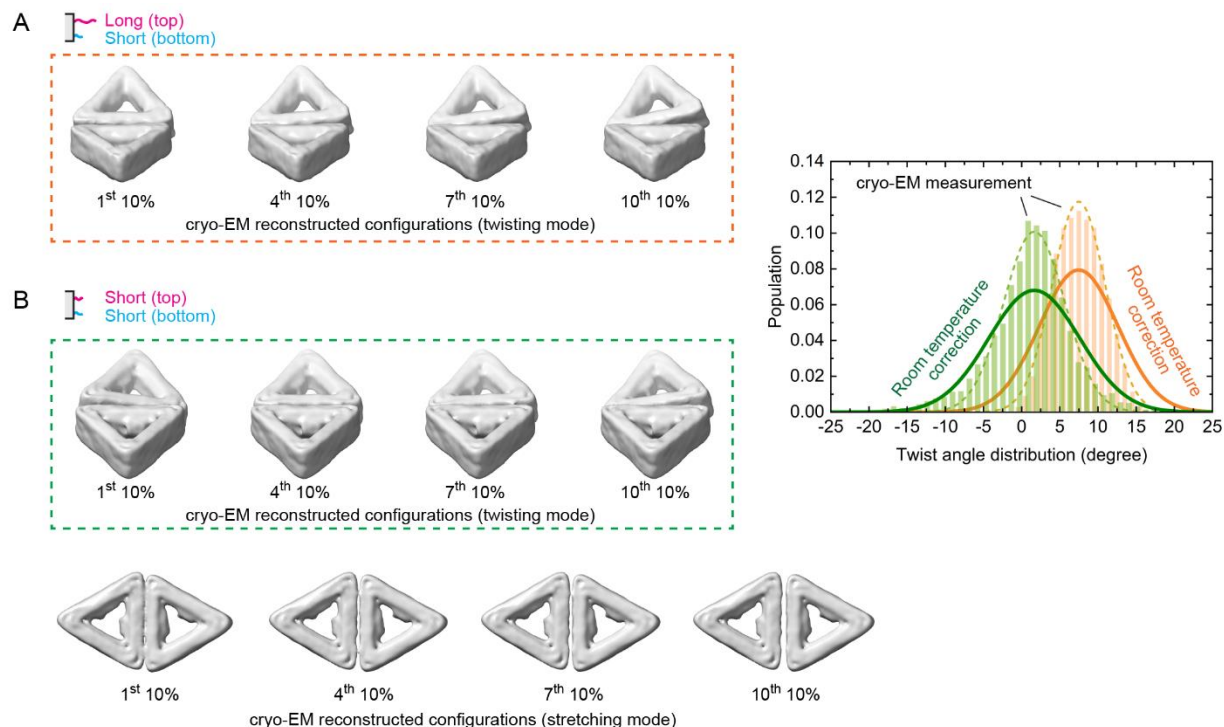 A
Long (top)
Short (bottom)
1st 10%
4th 10%
7th 10%
10th 10%
cryo-EM reconstructed configurations (twisting mode)
B
Short (top)
Short (bottom)
1st 10%
4th 10%
7th 10%
10th 10%
cryo-EM reconstructed configurations (twisting mode)
1st 10%
4th 10%
7th 10%
10th 10%
cryo-EM reconstructed configurations (stretching mode)
Population
0.14
0.12
0.10
0.08
0.06
0.04
0.02
0.00
cryo-EM measurement
Room temperature
correction
Room temperature
correction
-25 -20 -15 -10 -5 0 5 10 15 20 25
Twist angle distribution (degree)